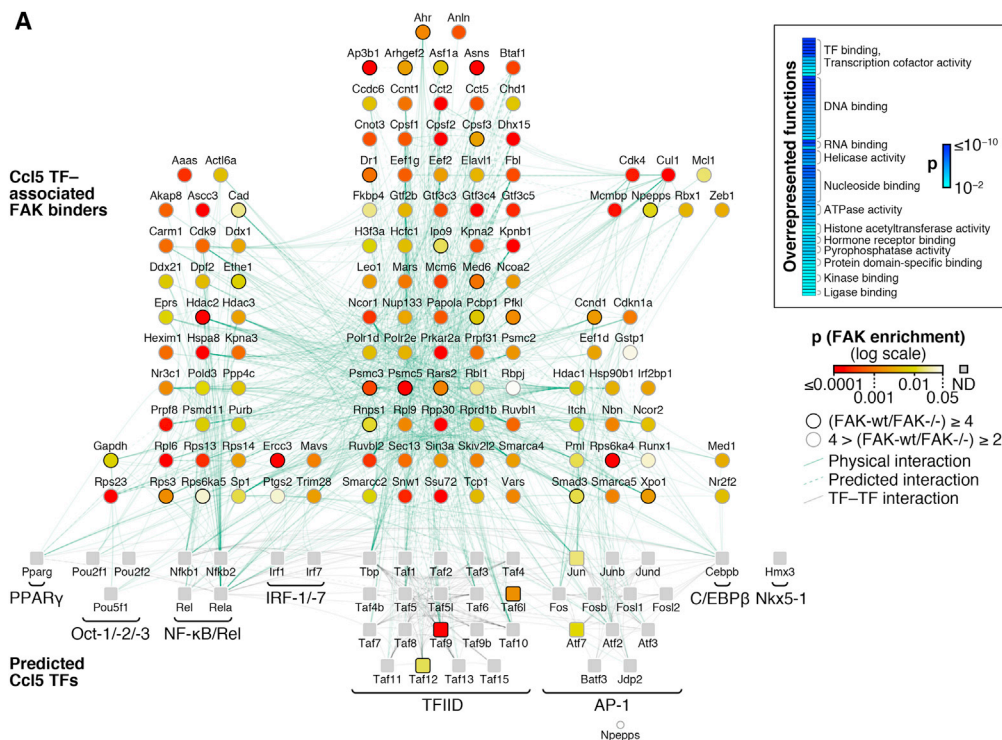 A
Ahr Anln
Ap3b1 Arhgef2 Asf1a Asns Btaf1
Ccdc6 Ccnt1 Cct2 Cct5 Chd1
Cnot3 Cpsf1 Cpsf2 Cpsf3 Dhx15
Ccl5 TF–
associated
FAK binders
Aaas Actl6a Dr1 Eef1g Eef2 Elavl1 Fbl Cdk4 Cul1 Mcl1
Akap8 Ascc3 Cad Fkbp4 Gtf2b Gtf3c3 Gtf3c4 Gtf3c5 Mcmbp Npepps Rbx1 Zeb1
Carm1 Cdk9 Ddx1 H3f3a Hcfc1 Ipo9 Kpna2 Kpnb1
Ddx21 Dpf2 Ethe1 Leo1 Mars Mcm6 Med6 Ncoa2
Eprs Hdac2 Hdac3 Ncor1 Nup133 Papola Pcbp1 Pfkl Ccnd1 Cdkn1a
Hexim1 Hspa8 Kpna3 Polr1d Polr2e Prkar2a Prpf31 Psmc2 Eef1d Gstp1
Nr3c1 Pold3 Ppp4c Psmc3 Psmc5 Rars2 Rbl1 Rbpj Hdac1 Hsp90b1 Irf2bp1
Prpf8 Psmd11 Purb Rnps1 Rpl9 Rpp30 Rprd1b Ruvbl1 Itch Nbn Ncor2
Gapdh Rpl6 Rps13 Rps14 Ercc3 Mavs Ruvbl2 Sec13 Sin3a Skiv2l2 Smarca4 Pml Rps6ka4 Runx1 Med1
Rps23 Rps3 Rps6ka5 Sp1 Ptgs2 Trim28 Smarcc2 Snw1 Ssu72 Tcp1 Vars Smad3 Smarca5 Xpo1 Nr2f2
Pparg Pou2f1 Pou2f2 Nfkb1 Nfkb2 Irf1 Irf7 Tbp Taf1 Taf2 Taf3 Taf4 Jun Junb Jund Cebpb Hmx3
PPARγ IRF-1/-7 C/EBPβ Nkx5-1
Pou5f1 Rel Rela Taf4b Taf5 Taf5l Taf6 Taf6l Fos Fosb Fosl1 Fosl2
Oct-1/-2/-3 NF-κB/Rel
Taf7 Taf8 Taf9 Taf9b Taf10 Atf7 Atf2 Atf3
Predicted
Ccl5 TFs
Taf11 Taf12 Taf13 Taf15 Batf3 Jdp2
TFIID AP-1
Npepps
Overrepresented functions
TF binding,
Transcription cofactor activity
DNA binding
RNA binding
Helicase activity
Nucleoside binding
ATPase activity
Histone acetyltransferase activity
Hormone receptor binding
Pyrophosphatase activity
Protein domain-specific binding
Kinase binding
Ligase binding
p
≤10⁻¹⁰
10⁻²
p (FAK enrichment)
(log scale)
≤0.0001 0.001 0.01 0.05 ND
(FAK-wt/FAK-/-) ≥ 4
4 > (FAK-wt/FAK-/-) ≥ 2
Physical interaction
Predicted interaction
TF–TF interaction